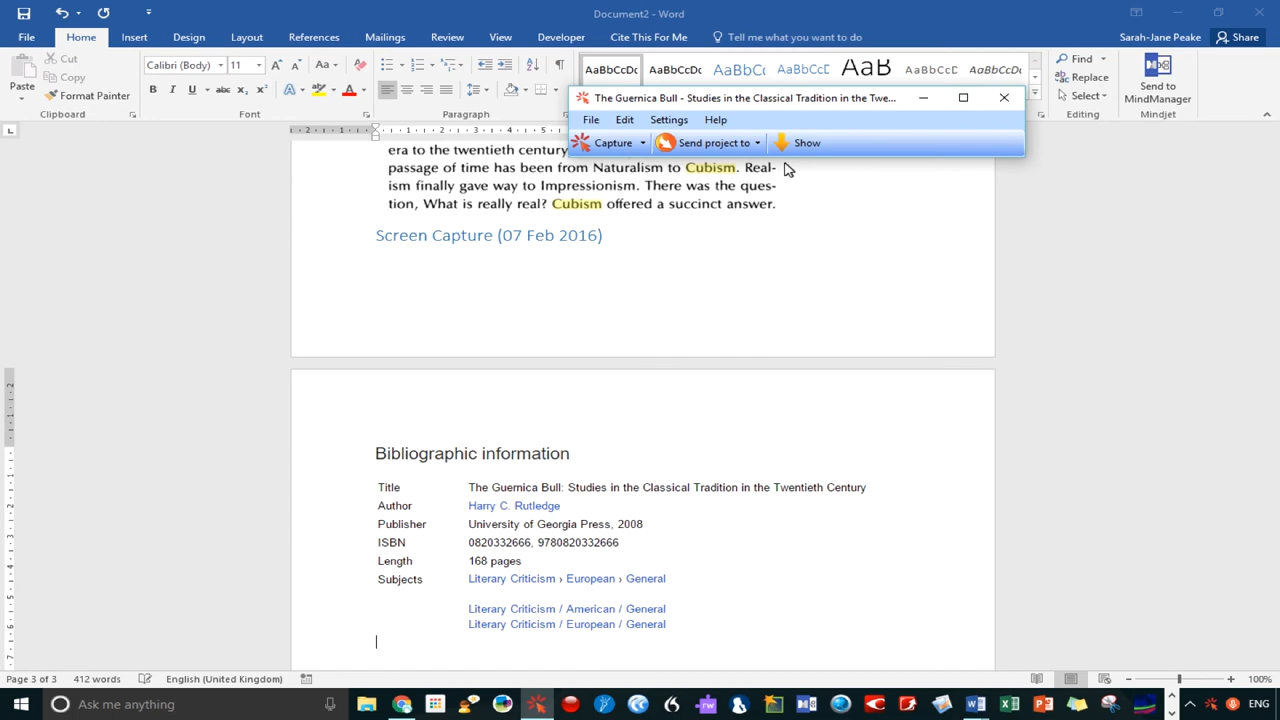 Document2 - Word
Sarah-Jane Peake
Share
File
Home
Insert
Design
Layout
References
Mailings
Review
View
Developer
Cite This For Me
Tell me what you want to do
Paste
Cut
Copy
Format Painter
Clipboard
Calibri (Body)
11
Font
Paragraph
AaBbCcDc
AaBbCcDc
AaBbCc
AaBbCcD
AaB
AaBbCcD
AaBbCcDc
Find
Replace
Select
Editing
Send to
MindManager
Mindjet
The Guernica Bull - Studies in the Classical Tradition in the Twe...
File
Edit
Settings
Help
Capture
Send project to
Show
era to the twentieth century
passage of time has been from Naturalism to Cubism. Real-
ism finally gave way to Impressionism. There was the ques-
tion, What is really real? Cubism offered a succinct answer.
Screen Capture (07 Feb 2016)
Bibliographic information
Title The Guernica Bull: Studies in the Classical Tradition in the Twentieth Century
Author Harry C. Rutledge
Publisher University of Georgia Press, 2008
ISBN 0820332666, 9780820332666
Length 168 pages
Subjects Literary Criticism › European › General
Literary Criticism / American / General
Literary Criticism / European / General
Page 3 of 3
412 words
English (United Kingdom)
100%
Ask me anything
ENG